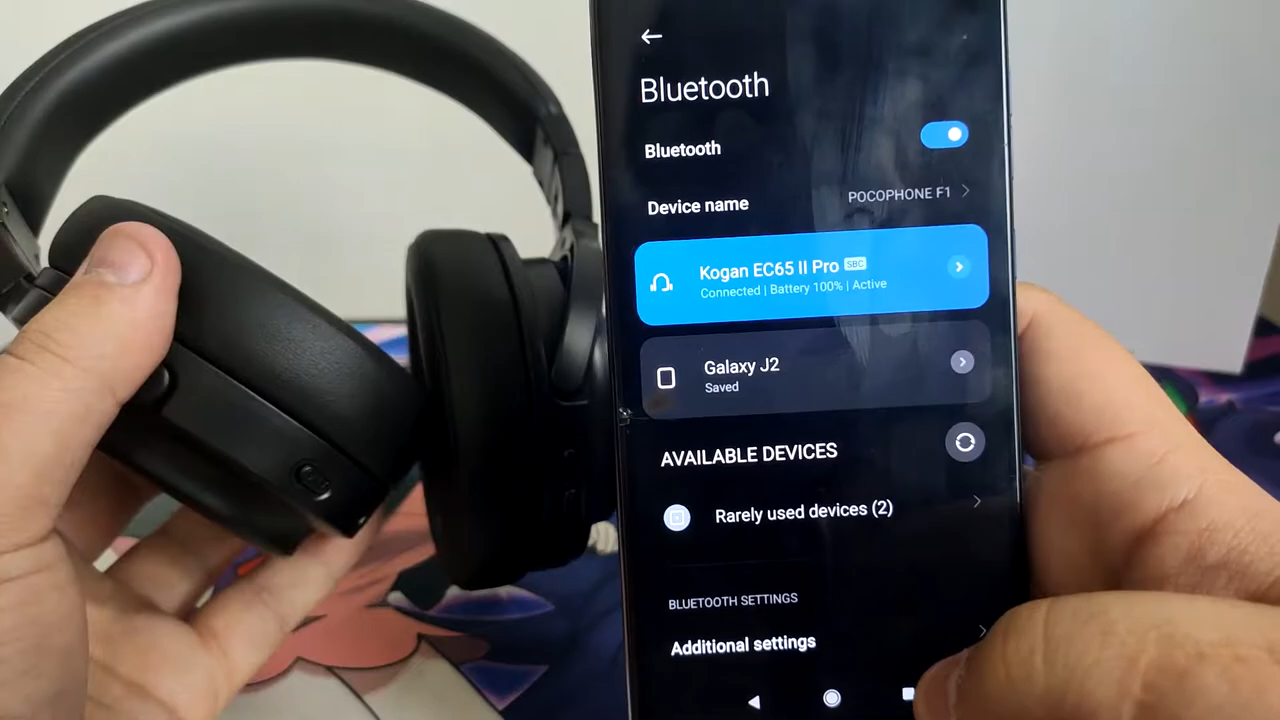 Bluetooth
Bluetooth
Device name POCOPHONE F1
Kogan EC65 II Pro SBC
Connected | Battery 100% | Active
Galaxy J2
Saved
AVAILABLE DEVICES
Rarely used devices (2)
BLUETOOTH SETTINGS
Additional settings